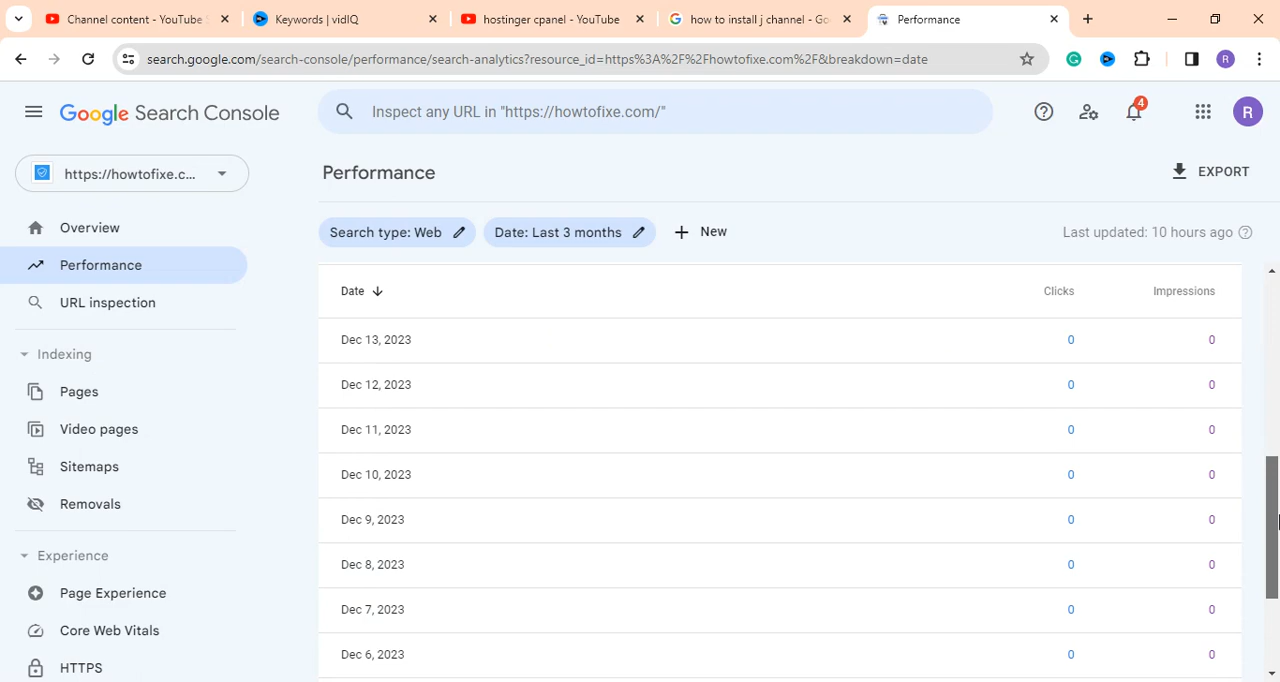 Channel content - YouTube
Keywords | vidIQ
hostinger cpanel - YouTube
how to install j channel - Go
Performance
search.google.com/search-console/performance/search-analytics?resource_id=https%3A%2F%2Fhowtofixe.com%2F&breakdown=date
R
Google Search Console
Inspect any URL in "https://howtofixe.com/"
4
R
https://howtofixe.c...
Performance
EXPORT
Overview
Search type: Web
Date: Last 3 months
New
Last updated: 10 hours ago
Performance
Date
Clicks
Impressions
URL inspection
Dec 13, 2023 0 0
Indexing
Pages
Dec 12, 2023 0 0
Video pages
Dec 11, 2023 0 0
Sitemaps
Dec 10, 2023 0 0
Removals
Dec 9, 2023 0 0
Experience
Dec 8, 2023 0 0
Page Experience
Dec 7, 2023 0 0
Core Web Vitals
Dec 6, 2023 0 0
HTTPS